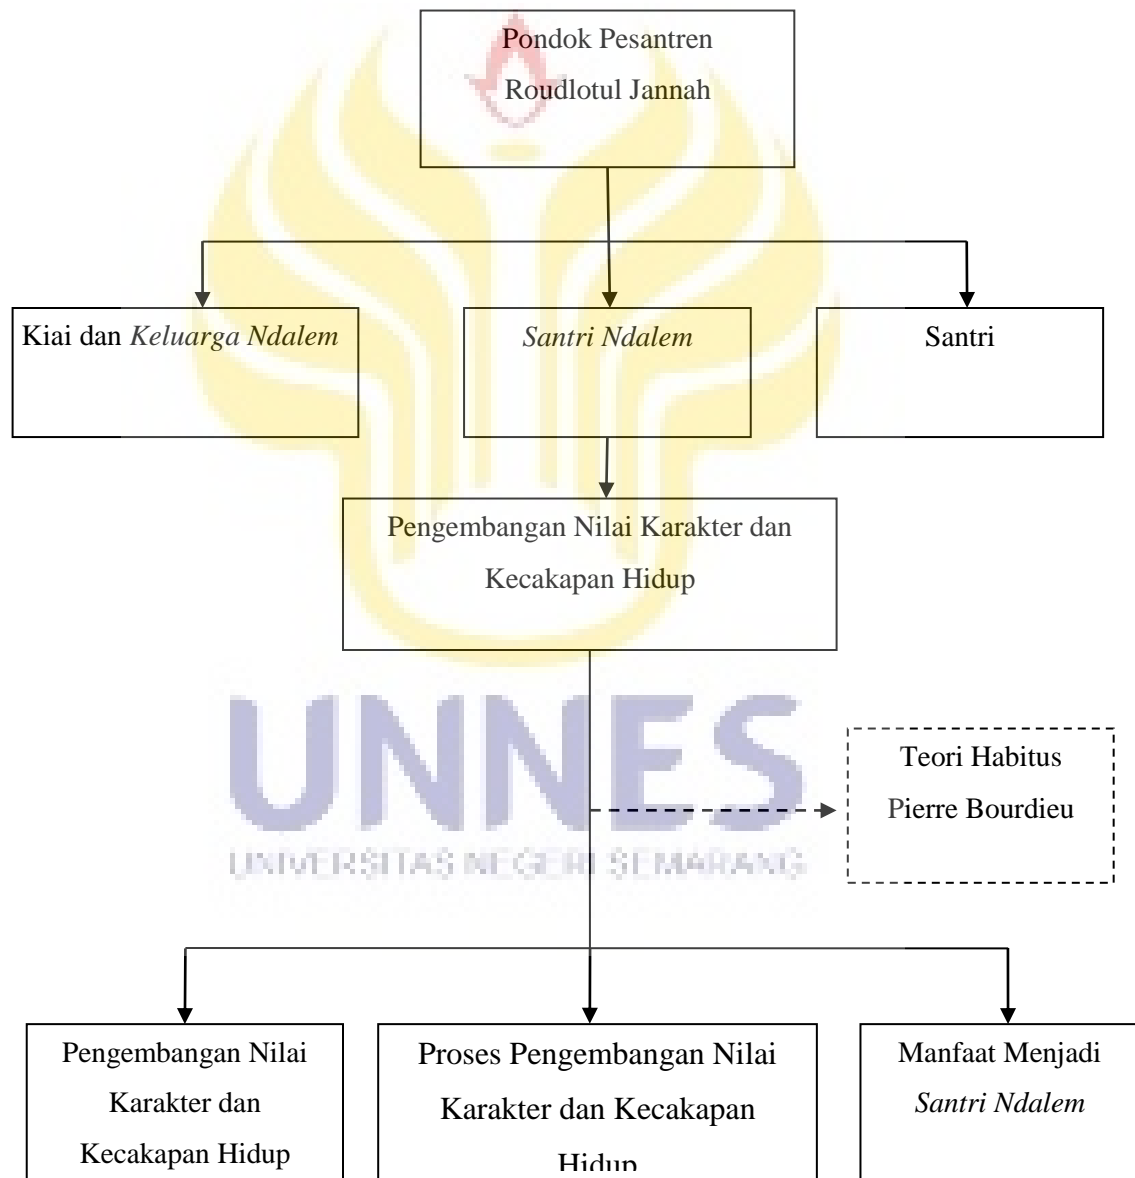 Pondok Pesantren
Roudlotul Jannah
Kiai dan Keluarga Ndalem
Santri Ndalem
Santri
Pengembangan Nilai Karakter dan
Kecakapan Hidup
UNNES
UNIVERSITAS NEGERI SEMARANG
Teori Habitus
Pierre Bourdieu
Pengembangan Nilai
Karakter dan
Kecakapan Hidup
Proses Pengembangan Nilai
Karakter dan Kecakapan
Hidup
Manfaat Menjadi
Santri Ndalem